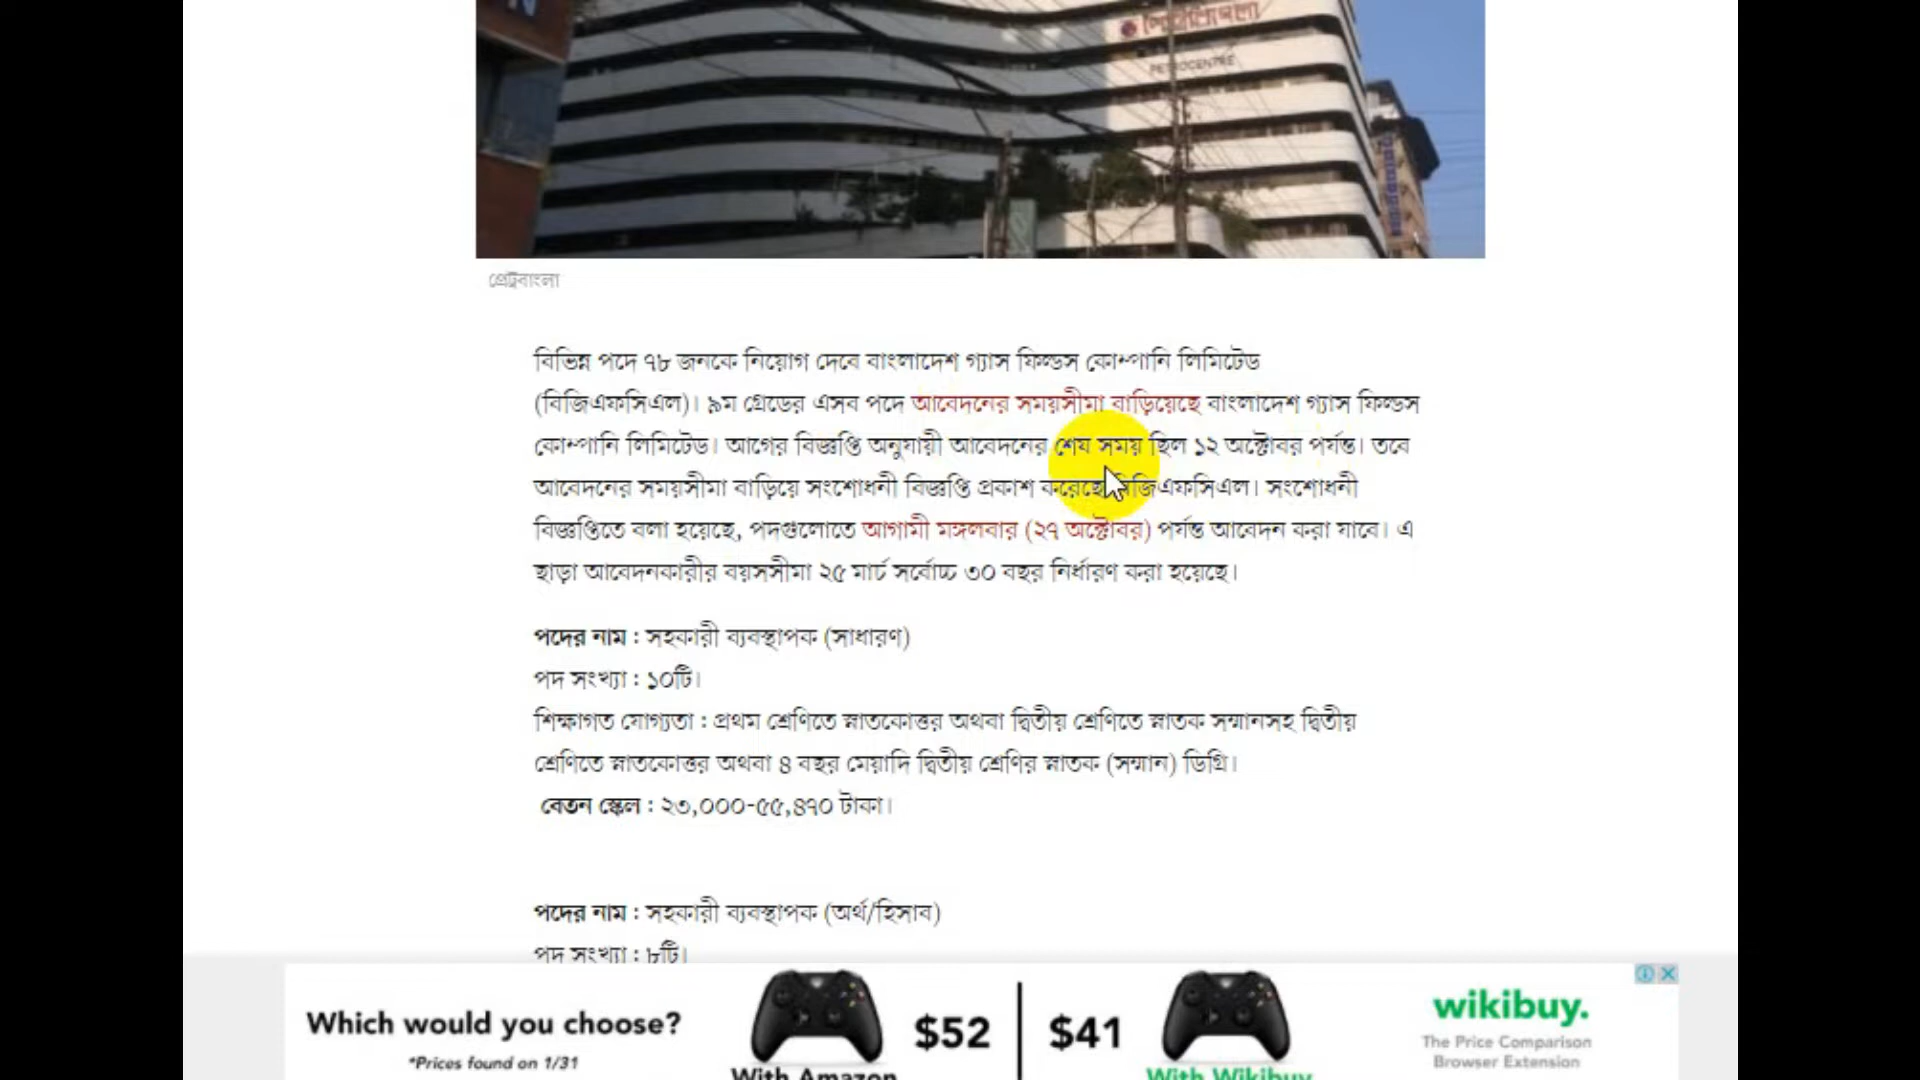 পেট্রোবাংলা
PETROCENTRE
প্রেট্রবাংলা
বিভিন্ন পদে ৭৮ জনকে নিয়োগ দেবে বাংলাদেশ গ্যাস ফিল্ডস কোম্পানি লিমিটেড
(বিজিএফসিএল)। ৯ম গ্রেডের এসব পদে আবেদনের সময়সীমা বাড়িয়েছে বাংলাদেশ গ্যাস ফিল্ডস
কোম্পানি লিমিটেড। আগের বিজ্ঞপ্তি অনুযায়ী আবেদনের শেষ সময় ছিল ১২ অক্টোবর পর্যন্ত। তবে
আবেদনের সময়সীমা বাড়িয়ে সংশোধনী বিজ্ঞপ্তি প্রকাশ করেছে বিজিএফসিএল। সংশোধনী
বিজ্ঞপ্তিতে বলা হয়েছে, পদগুলোতে আগামী মঙ্গলবার (২৭ অক্টোবর) পর্যন্ত আবেদন করা যাবে। এ
ছাড়া আবেদনকারীর বয়সসীমা ২৫ মার্চ সর্বোচ্চ ৩০ বছর নির্ধারণ করা হয়েছে।
পদের নাম : সহকারী ব্যবস্থাপক (সাধারণ)
পদ সংখ্যা : ১০টি।
শিক্ষাগত যোগ্যতা : প্রথম শ্রেণিতে স্নাতকোত্তর অথবা দ্বিতীয় শ্রেণিতে স্নাতক সম্মানসহ দ্বিতীয়
শ্রেণিতে স্নাতকোত্তর অথবা ৪ বছর মেয়াদি দ্বিতীয় শ্রেণির স্নাতক (সম্মান) ডিগ্রি।
বেতন স্কেল : ২৩,০০০-৫৫,৪৭০ টাকা।
পদের নাম : সহকারী ব্যবস্থাপক (অর্থ/হিসাব)
পদ সংখ্যা : ৮টি।
Which would you choose?
*Prices found on 1/31
$52
With Amazon
$41
With Wikibuy
wikibuy.
The Price Comparison
Browser Extension